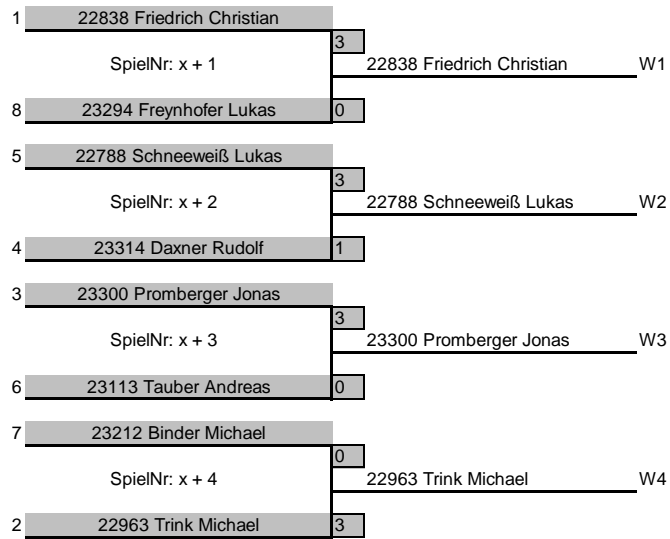 1 22838 Friedrich Christian
3
SpielNr: x + 1 22838 Friedrich Christian W1
8 23294 Freynhofer Lukas 0
5 22788 Schneeweiß Lukas
3
SpielNr: x + 2 22788 Schneeweiß Lukas W2
4 23314 Daxner Rudolf 1
3 23300 Promberger Jonas
3
SpielNr: x + 3 23300 Promberger Jonas W3
6 23113 Tauber Andreas 0
7 23212 Binder Michael
0
SpielNr: x + 4 22963 Trink Michael W4
2 22963 Trink Michael 3